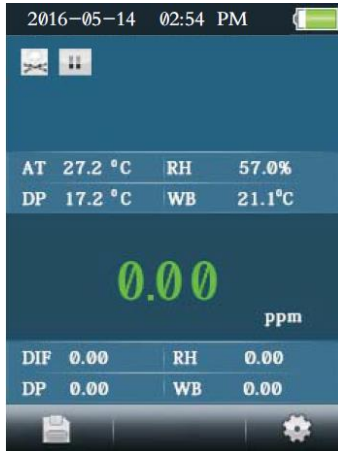 2016-05-14 02:54 PM
AT 27.2 °C RH 57.0%
DP 17.2 °C WB 21.1°C
0.00
ppm
DIF 0.00 RH 0.00
DP 0.00 WB 0.00